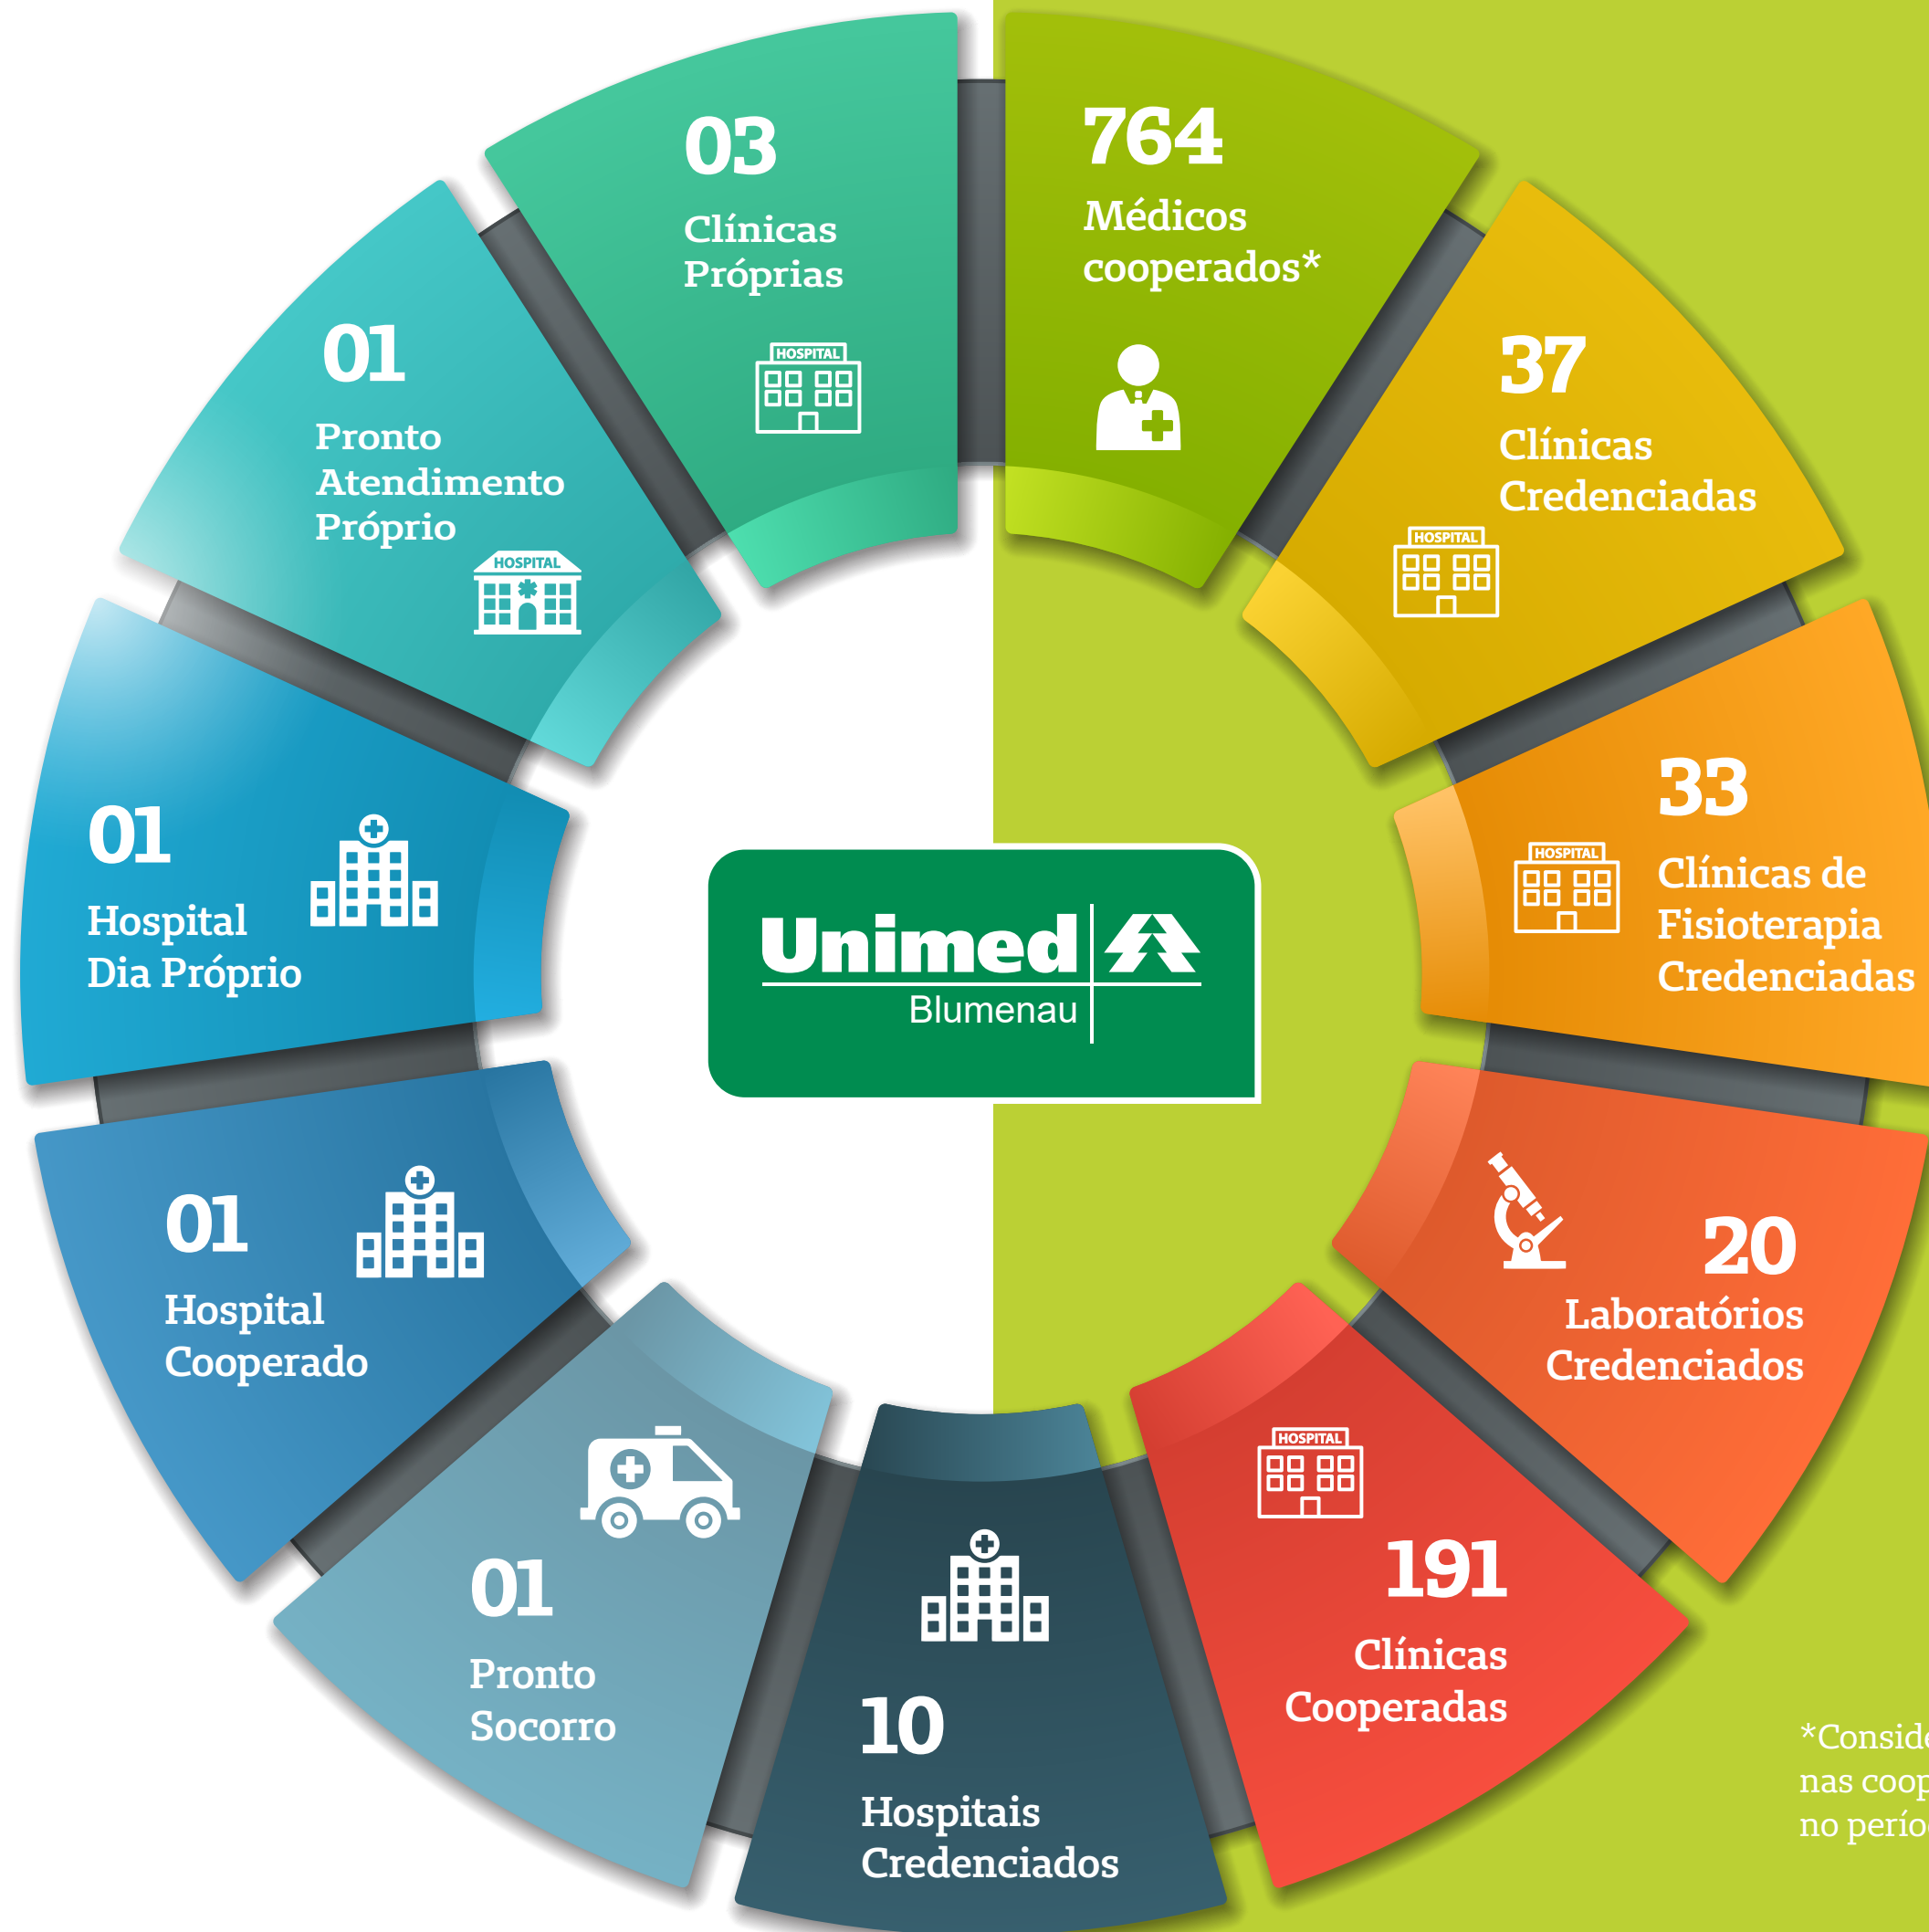 764
Médicos
cooperados*
37
Clínicas
Credenciadas
HOSPITAL
33
Clínicas de
Fisioterapia
Credenciadas
HOSPITAL
20
Laboratórios
Credenciados
HOSPITAL
191
Clínicas
Cooperadas
10
Hospitais
Credenciados
01
Pronto
Socorro
01
Hospital
Cooperado
01
Hospital
Dia Próprio
01
Pronto
Atendimento
Próprio
HOSPITAL
03
Clínicas
Próprias
HOSPITAL
Unimed
Blumenau
nas
no